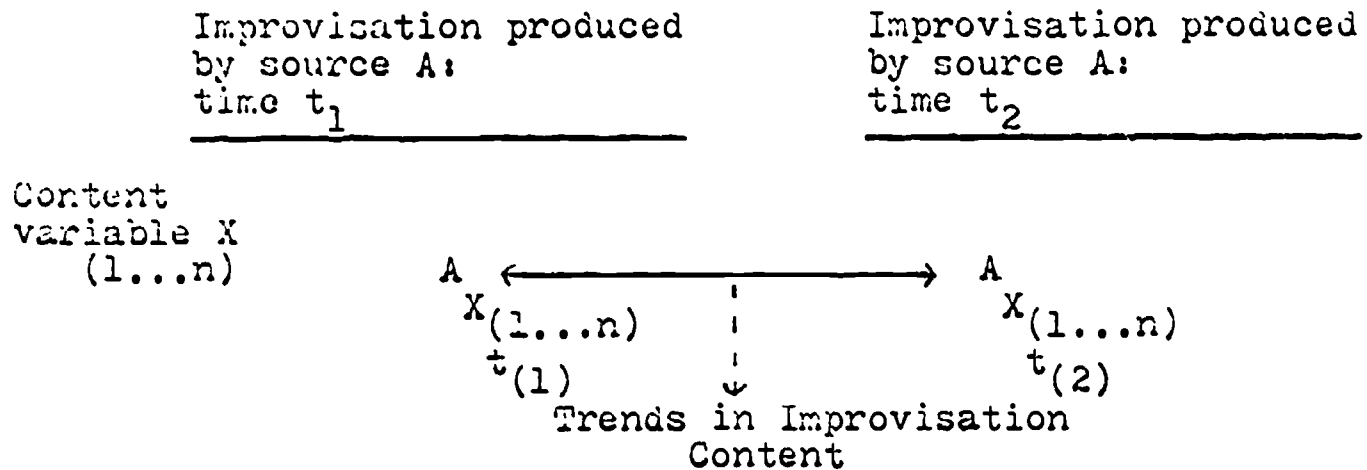 Improvisation produced
by source A:
time t1
Improvisation produced
by source A:
time t2
Content
variable X
(1...n)
A
X(1...n)
t(1)
A
X(1...n)
t(2)
Trends in Improvisation
Content